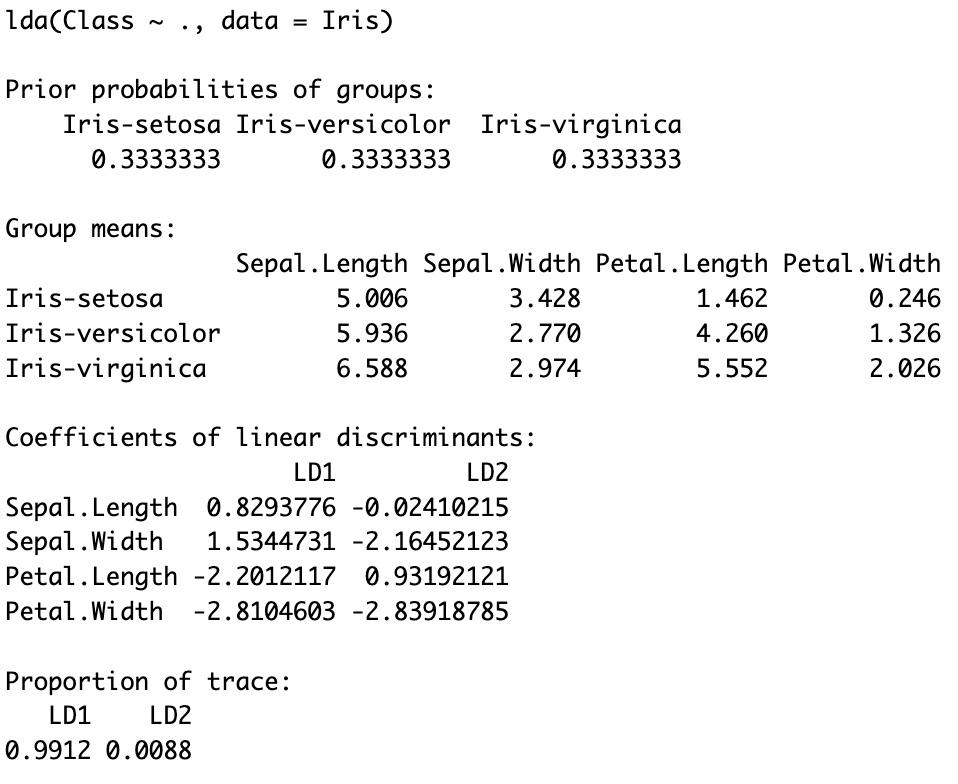 lda(Class ~ ., data = Iris)

Prior probabilities of groups:
    Iris-setosa Iris-versicolor  Iris-virginica
      0.3333333       0.3333333       0.3333333

Group means:
                Sepal.Length Sepal.Width Petal.Length Petal.Width
Iris-setosa            5.006       3.428        1.462       0.246
Iris-versicolor        5.936       2.770        4.260       1.326
Iris-virginica         6.588       2.974        5.552       2.026

Coefficients of linear discriminants:
                    LD1         LD2
Sepal.Length  0.8293776 -0.02410215
Sepal.Width   1.5344731 -2.16452123
Petal.Length -2.2012117  0.93192121
Petal.Width  -2.8104603 -2.83918785

Proportion of trace:
   LD1    LD2
0.9912 0.0088